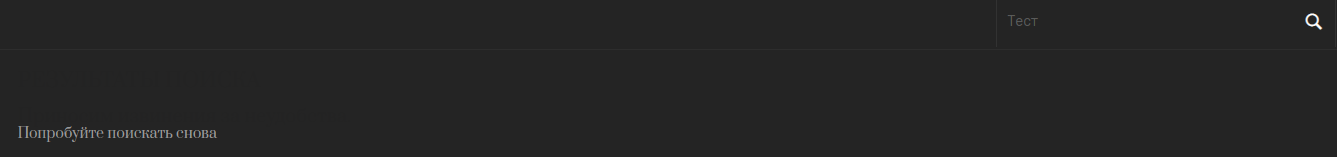 Тест
Попробуйте поискать снова